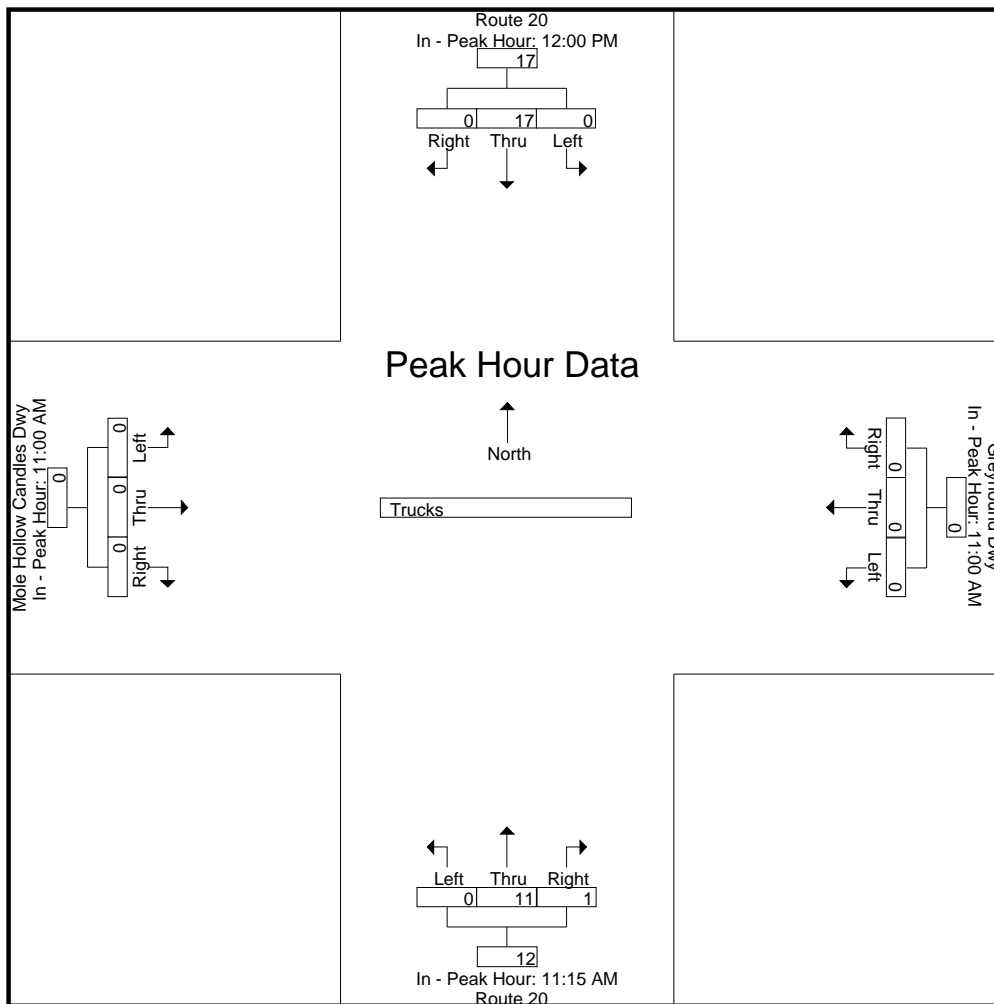 Route 20
In - Peak Hour: 12:00 PM
17
0 17 0
Right Thru Left
Peak Hour Data
North
Trucks
Mole Hollow Candles Dwy
In - Peak Hour: 11:00 AM
0
0 0 0
Left Thru Right
Greyhound Dwy
In - Peak Hour: 11:00 AM
0
0 0 0
Right Thru Left
Left Thru Right
0 11 1
12
In - Peak Hour: 11:15 AM
Route 20